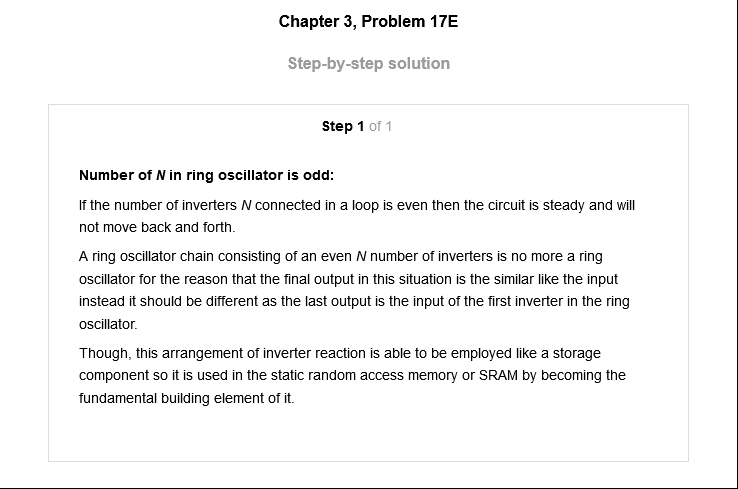 Chapter 3, Problem 17E
Step-by-step solution
Step 1 of 1
Number of N in ring oscillator is odd:
If the number of inverters N connected in a loop is even then the circuit is steady and will
not move back and forth.
A ring oscillator chain consisting of an even N number of inverters is no more a ring
oscillator for the reason that the final output in this situation is the similar like the input
instead it should be different as the last output is the input of the first inverter in the ring
oscillator.
Though, this arrangement of inverter reaction is able to be employed like a storage
component so it is used in the static random access memory or SRAM by becoming the
fundamental building element of it.